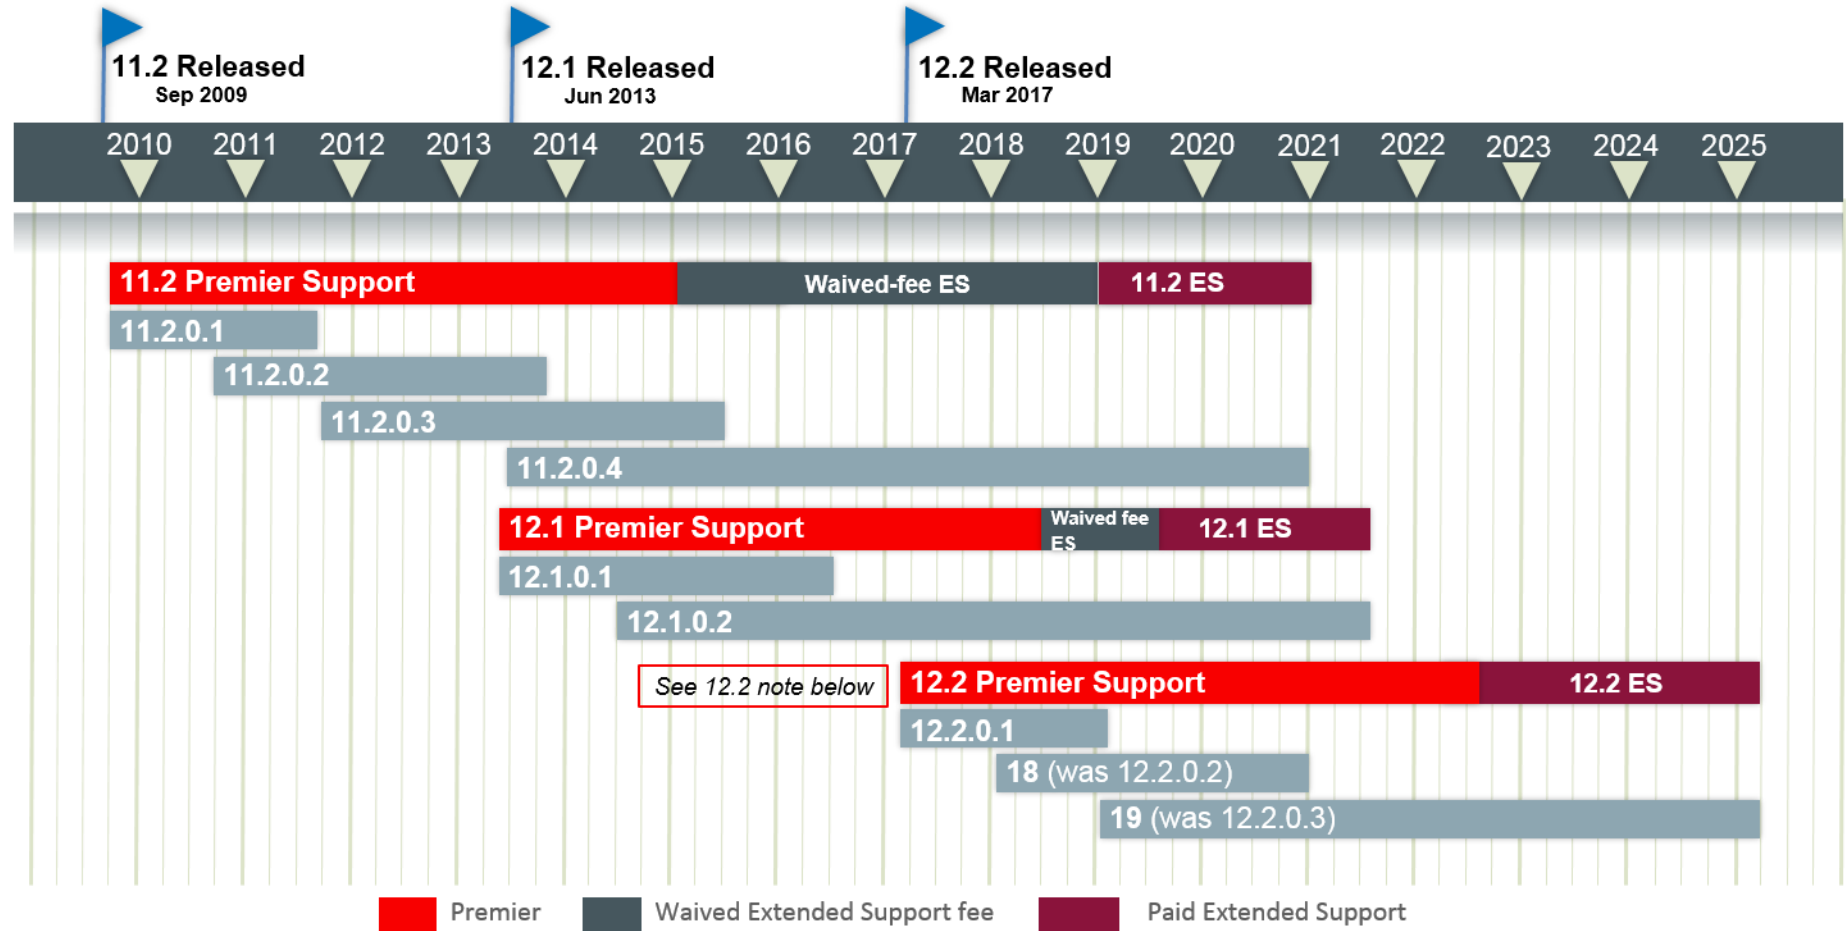 11.2 Released
Sep 2009
12.1 Released
Jun 2013
12.2 Released
Mar 2017
2010 2011 2012 2013 2014 2015 2016 2017 2018 2019 2020 2021 2022 2023 2024 2025
11.2 Premier Support Waived-fee ES 11.2 ES
11.2.0.1
11.2.0.2
11.2.0.3
11.2.0.4
12.1 Premier Support Waived fee
ES
12.1 ES
12.1.0.1
12.1.0.2
See 12.2 note below 12.2 Premier Support 12.2 ES
12.2.0.1
18 (was 12.2.0.2)
19 (was 12.2.0.3)
Premier Waived Extended Support fee Paid Extended Support